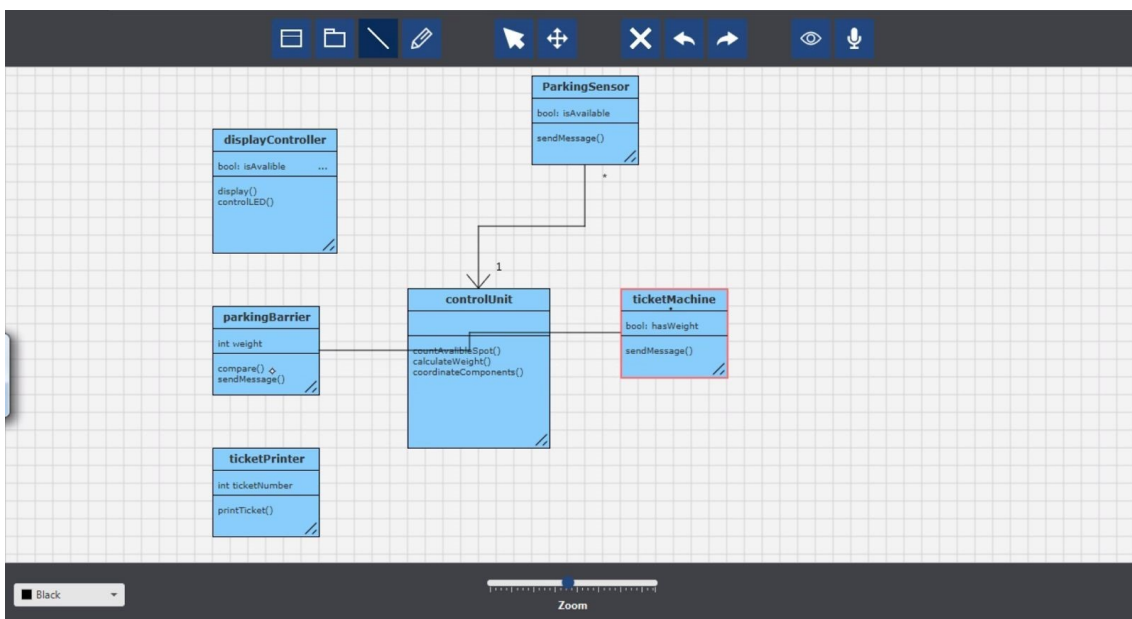 ParkingSensor
bool: isAvailable
sendMessage()
*
displayController
bool: isAvalible ...
display()
controlLED()
1
controlUnit
countAvalibleSpot()
calculateWeight()
coordinateComponents()
ticketMachine
*
bool: hasWeight
sendMessage()
parkingBarrier
int weight
compare()
sendMessage()
ticketPrinter
int ticketNumber
printTicket()
Black
Zoom